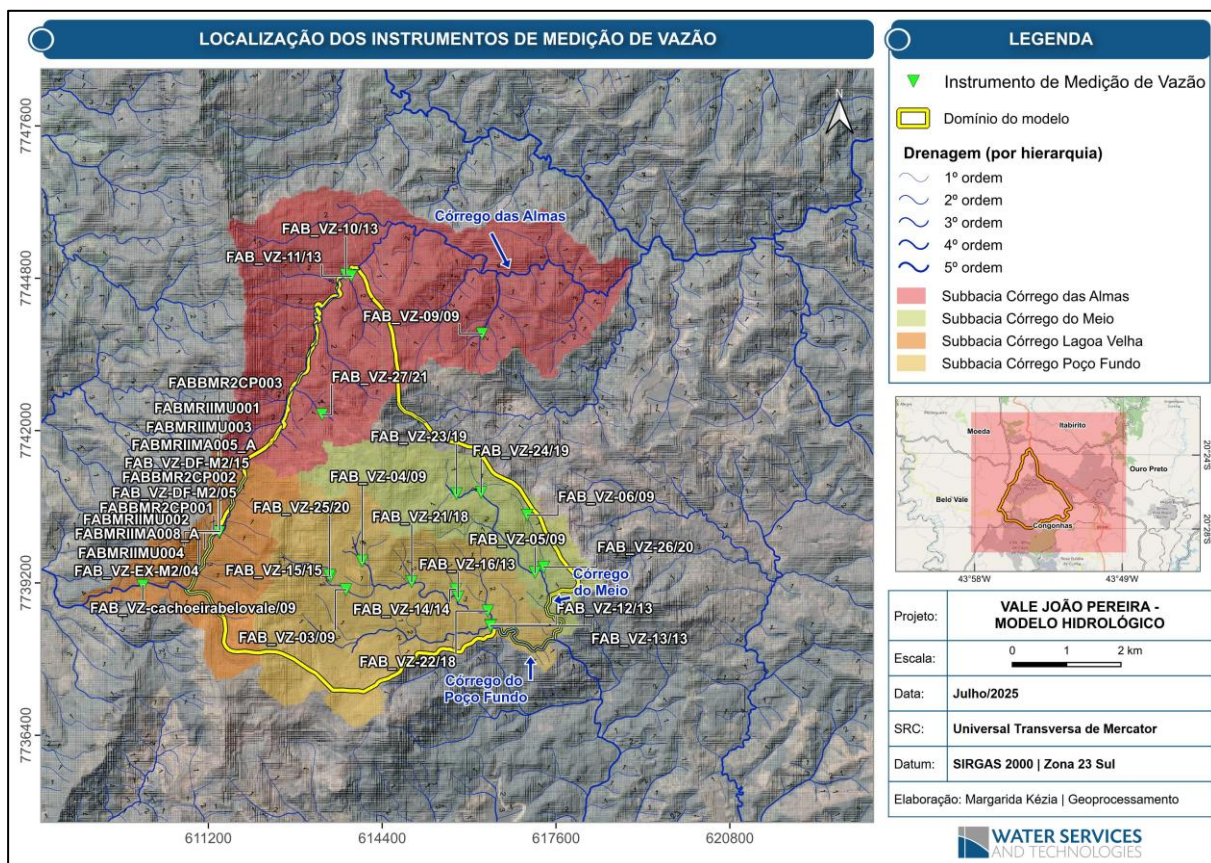 LOCALIZAÇÃO DOS INSTRUMENTOS DE MEDIÇÃO DE VAZÃO
7747600
7744800
7742000
7739200
7736400
611200
614400
617600
620800
N
Córrego das Almas
FAB_VZ-10/13
FAB_VZ-11/13
FAB_VZ-09/09
FABBMR2CP003
FAB_VZ-27/21
FABMRIIMU001
FABMRIIMU003
FAB_VZ-23/19
FABMRIIMA005_A
FAB_VZ-24/19
FAB_VZ-DF-M2/15
FAB_VZ-04/09
FABBMR2CP002
FAB_VZ-DF-M2/05
FAB_VZ-25/20
FAB_VZ-06/09
FABBMR2CP001
FAB_VZ-21/18
FABMRIIMU002
FABMRIIMA008_A
FAB_VZ-05/09
FAB_VZ-26/20
FABMRIIMU004
FAB_VZ-16/13
FAB_VZ-EX-M2/04
FAB_VZ-15/15
Córrego
do Meio
FAB_VZ-cachoeirabelovale/09
FAB_VZ-14/14
FAB_VZ-12/13
FAB_VZ-03/09
FAB_VZ-13/13
FAB_VZ-22/18
Córrego do
Poço Fundo
LEGENDA
Instrumento de Medição de Vazão
Domínio do modelo
Drenagem (por hierarquia)
1º ordem
2º ordem
3º ordem
4º ordem
5º ordem
Subbacia Córrego das Almas
Subbacia Córrego do Meio
Subbacia Córrego Lagoa Velha
Subbacia Córrego Poço Fundo
Moeda
Itabirito
Ouro Preto
Belo Vale
Congonhas
20°24'S
20°28'S
43°58'W
43°49'W
Projeto: VALE JOÃO PEREIRA -
MODELO HIDROLÓGICO
Escala: 0 1 2 km
Data: Julho/2025
SRC: Universal Transversa de Mercator
Datum: SIRGAS 2000 | Zona 23 Sul
Elaboração: Margarida Kézia | Geoprocessamento
WATER SERVICES
AND TECHNOLOGIES